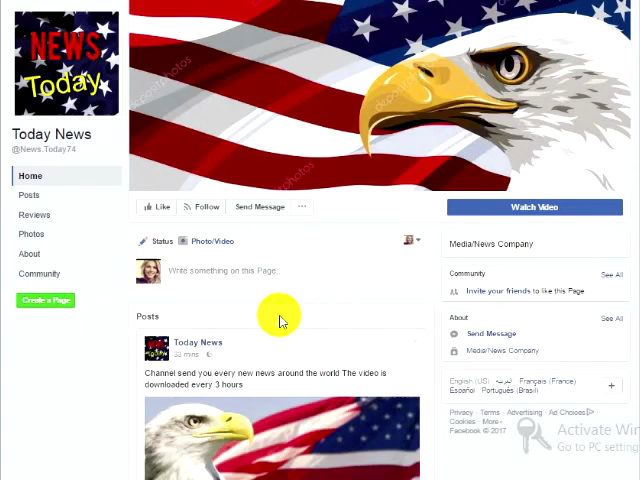 NEWS
Today
Today News
@News.Today74
Home
Posts
Reviews
Photos
About
Community
Create a Page
depositphotos
depositphotos
depositphotos
Like
Follow
Send Message
Watch Video
Status
Photo/Video
Write something on this Page..
Posts
Today News
33 mins
Channel send you every new news around the world The video is
downloaded every 3 hours
Media/News Company
Community
See All
Invite your friends to like this Page
About
See All
Send Message
Media/News Company
English (US) · العربية · Français (France) ·
Español · Português (Brasil)
Privacy · Terms · Advertising · Ad Choices
Cookies · More
Facebook © 2017
Activate Win
Go to PC setting